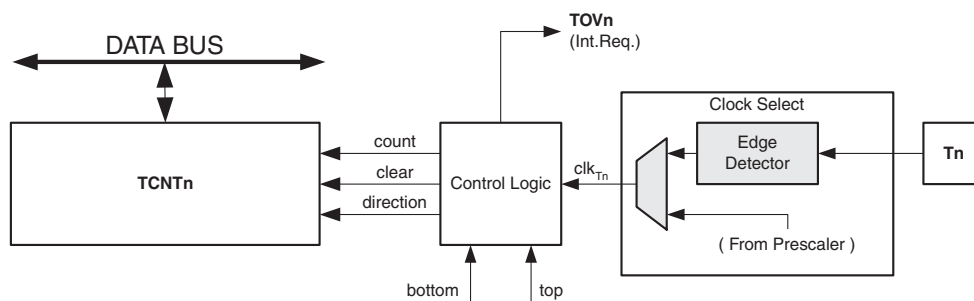 TOVn
(Int.Req.)
DATA BUS
Clock Select
count
Edge
Detector
Tn
TCNTn
clear
Control Logic
clkTn
direction
( From Prescaler )
bottom
top